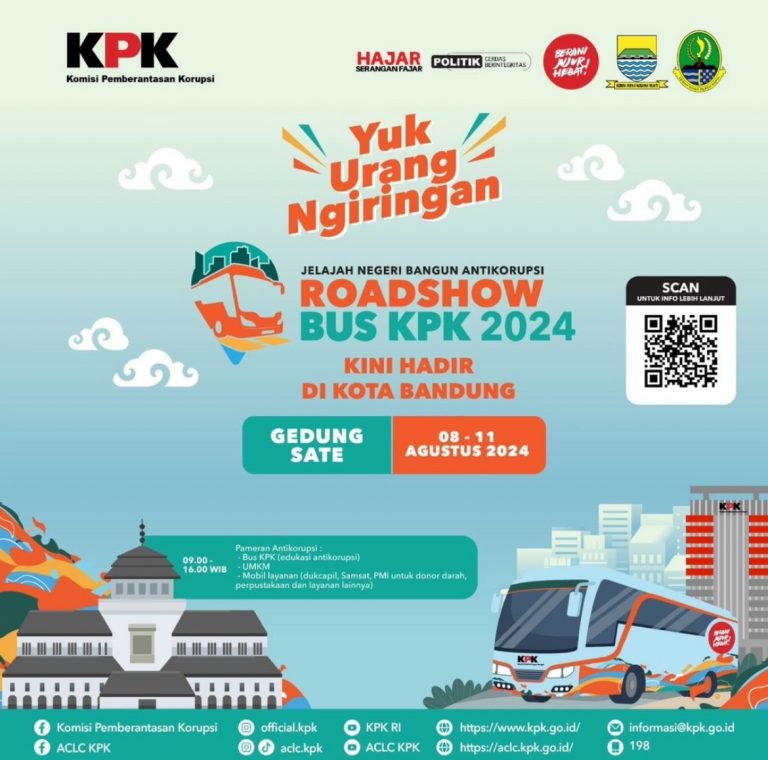 KPK
Komisi Pemberantasan Korupsi
HAJAR
SERANGAN FAJAR
POLITIK CERDAS
BERINTEGRITAS
BERANI
JUJUR
HEBAT!
Yuk
Urang
Ngiringan
JELAJAH NEGERI BANGUN ANTIKORUPSI
ROADSHOW
BUS KPK 2024
KINI HADIR
DI KOTA BANDUNG
SCAN
UNTUK INFO LEBIH LANJUT
GEDUNG
SATE
08 - 11
AGUSTUS 2024
09.00 -
16.00 WIB
Pameran Antikorupsi :
- Bus KPK (edukasi antikorupsi)
- UMKM
- Mobil layanan (dukcapil, Samsat, PMI untuk donor darah,
perpustakaan dan layanan lainnya)
KPK
KPK
BERANI
JUJUR
HEBAT!
Komisi Pemberantasan Korupsi
official.kpk
KPK RI
https://www.kpk.go.id/
informasi@kpk.go.id
ACLC KPK
aclc.kpk
ACLC KPK
https://aclc.kpk.go.id/
198